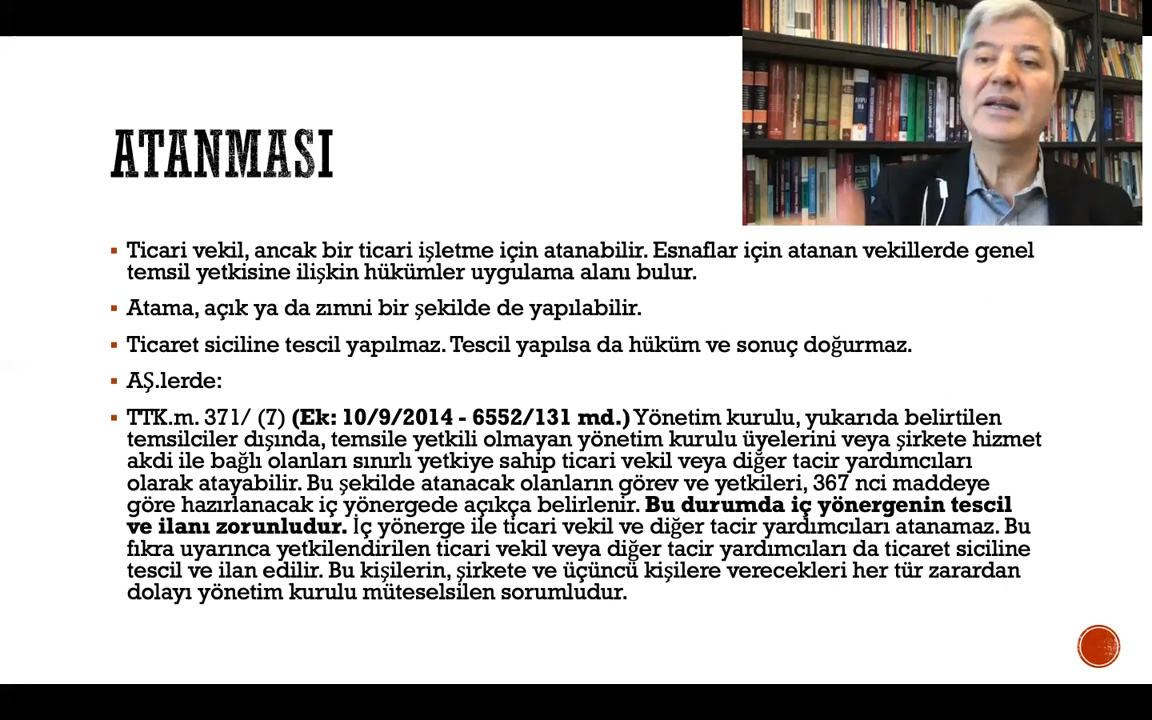 ATANMASI
▪ Ticari vekil, ancak bir ticari işletme için atanabilir. Esnaflar için atanan vekillerde genel
temsil yetkisine ilişkin hükümler uygulama alanı bulur.
▪ Atama, açık ya da zımni bir şekilde de yapılabilir.
▪ Ticaret siciline tescil yapılmaz. Tescil yapılsa da hüküm ve sonuç doğurmaz.
▪ AŞ.lerde:
▪ TTK.m. 371/ (7) (Ek: 10/9/2014 - 6552/131 md.) Yönetim kurulu, yukarıda belirtilen
temsilciler dışında, temsile yetkili olmayan yönetim kurulu üyelerini veya şirkete hizmet
akdi ile bağlı olanları sınırlı yetkiye sahip ticari vekil veya diğer tacir yardımcıları
olarak atayabilir. Bu şekilde atanacak olanların görev ve yetkileri, 367 nci maddeye
göre hazırlanacak iç yönergede açıkça belirlenir. Bu durumda iç yönergenin tescil
ve ilanı zorunludur. İç yönerge ile ticari vekil ve diğer tacir yardımcıları atanamaz. Bu
fıkra uyarınca yetkilendirilen ticari vekil veya diğer tacir yardımcıları da ticaret siciline
tescil ve ilan edilir. Bu kişilerin, şirkete ve üçüncü kişilere verecekleri her tür zarardan
dolayı yönetim kurulu müteselsilen sorumludur.